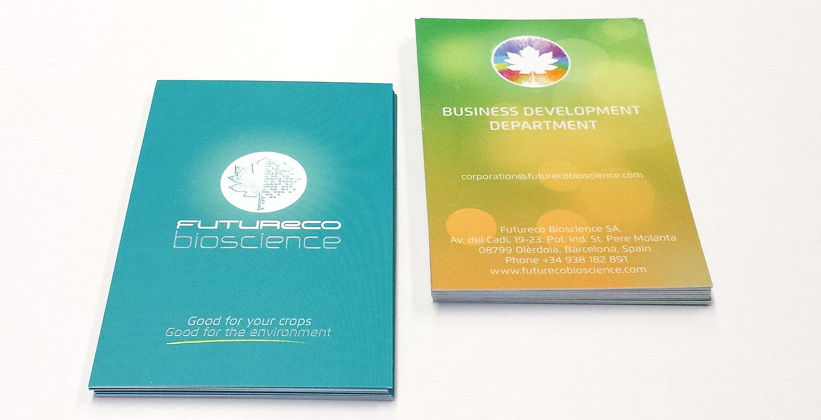 FUTURECO
bioscience
Good for your crops
Good for the environment
BUSINESS DEVELOPMENT
DEPARTMENT
corporation@futurecobioscience.com
Futureco Bioscience SA.
Av. del Cadí, 19-23. Pol. Ind. St. Pere Molanta
08799 Olèrdola, Barcelona, Spain
Phone +34 938 182 891
www.futurecobioscience.com